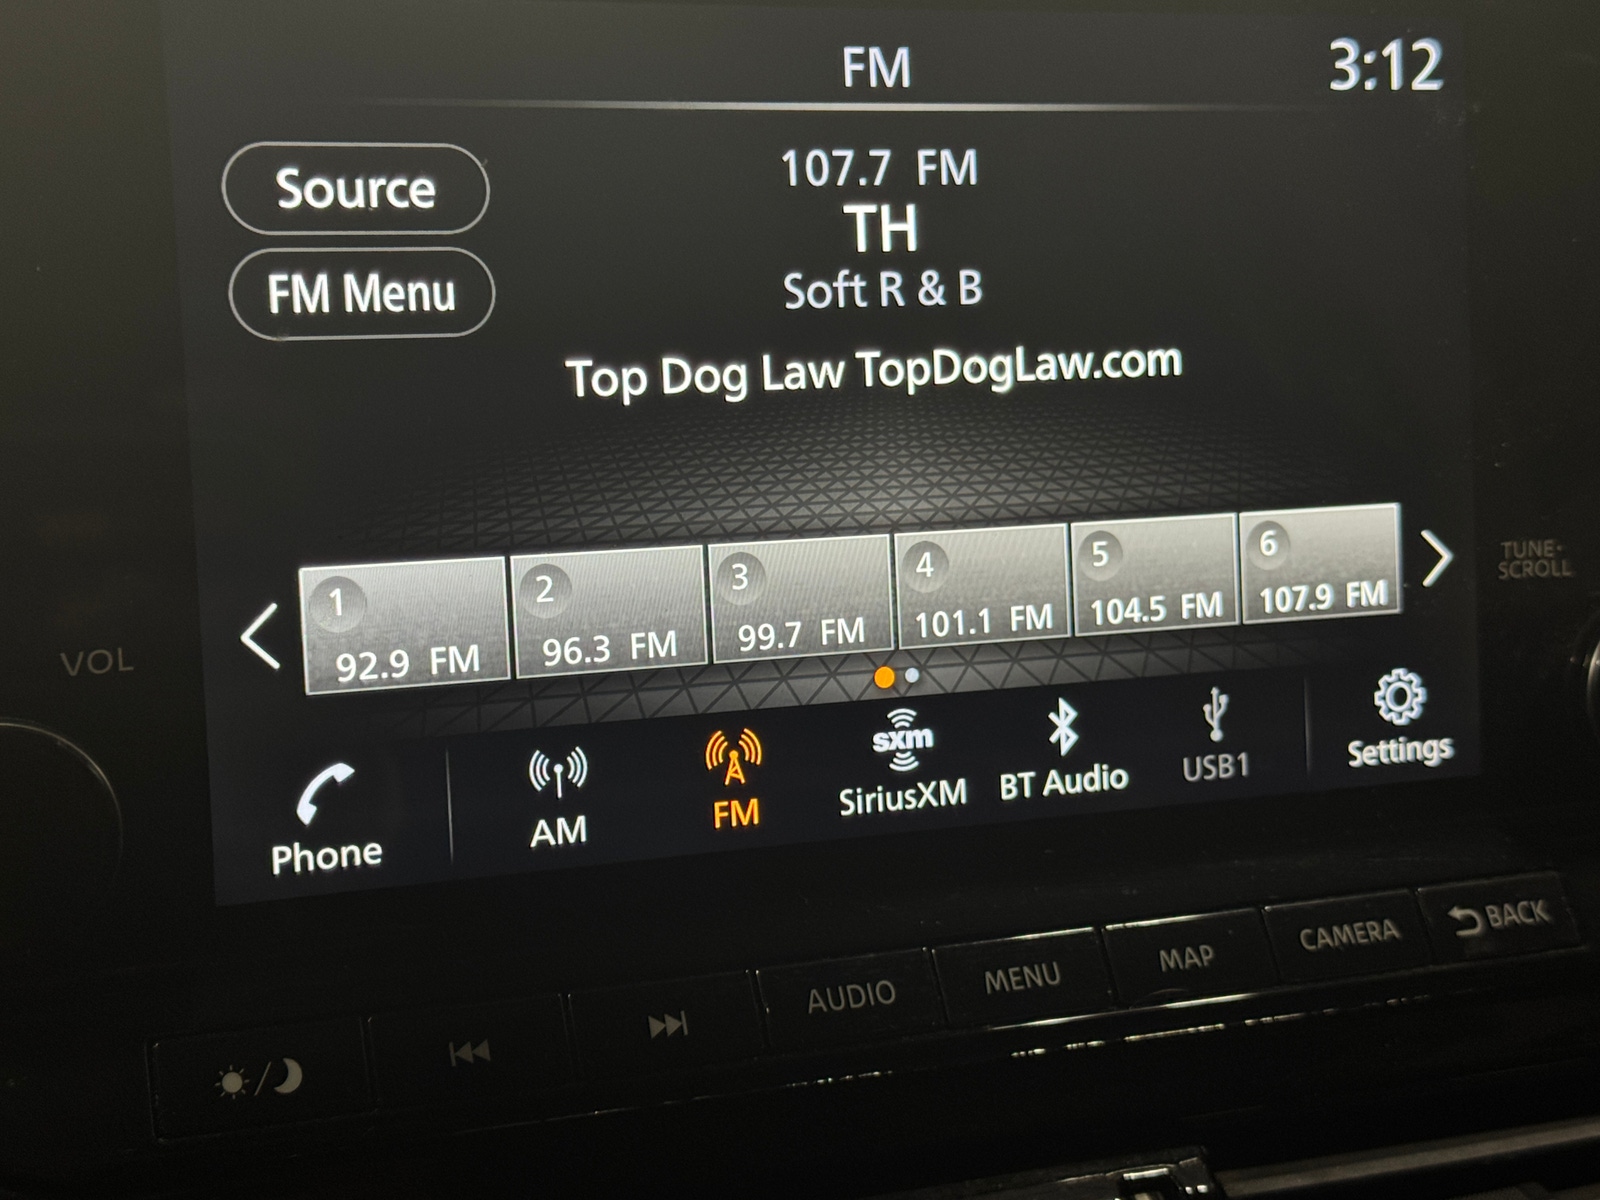 FM
3:12
Source
107.7 FM
TH
FM Menu
Soft R & B
Top Dog Law TopDogLaw.com
1
92.9 FM
2
96.3 FM
3
99.7 FM
4
101.1 FM
5
104.5 FM
6
107.9 FM
VOL
TUNE·
SCROLL
Phone
AM
FM
sxm
SiriusXM
BT Audio
USB1
Settings
AUDIO
MENU
MAP
CAMERA
BACK